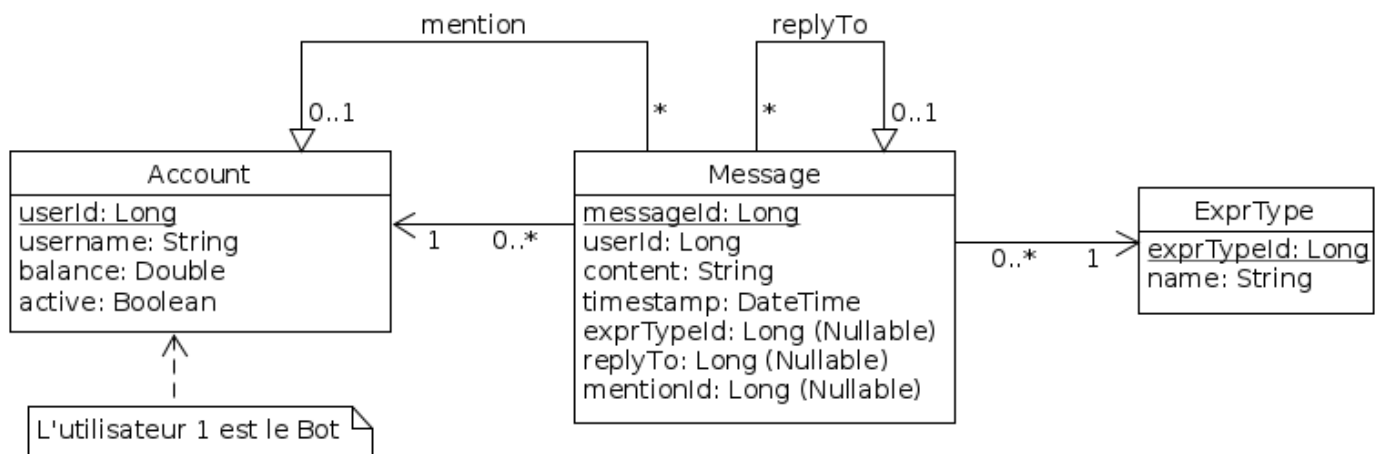 mention
replyTo
0..1
*
*
0..1
Account
userId: Long
username: String
balance: Double
active: Boolean
1
0..*
Message
messageId: Long
userId: Long
content: String
timestamp: DateTime
exprTypeId: Long (Nullable)
replyTo: Long (Nullable)
mentionId: Long (Nullable)
0..*
1
ExprType
exprTypeId: Long
name: String
L'utilisateur 1 est le Bot